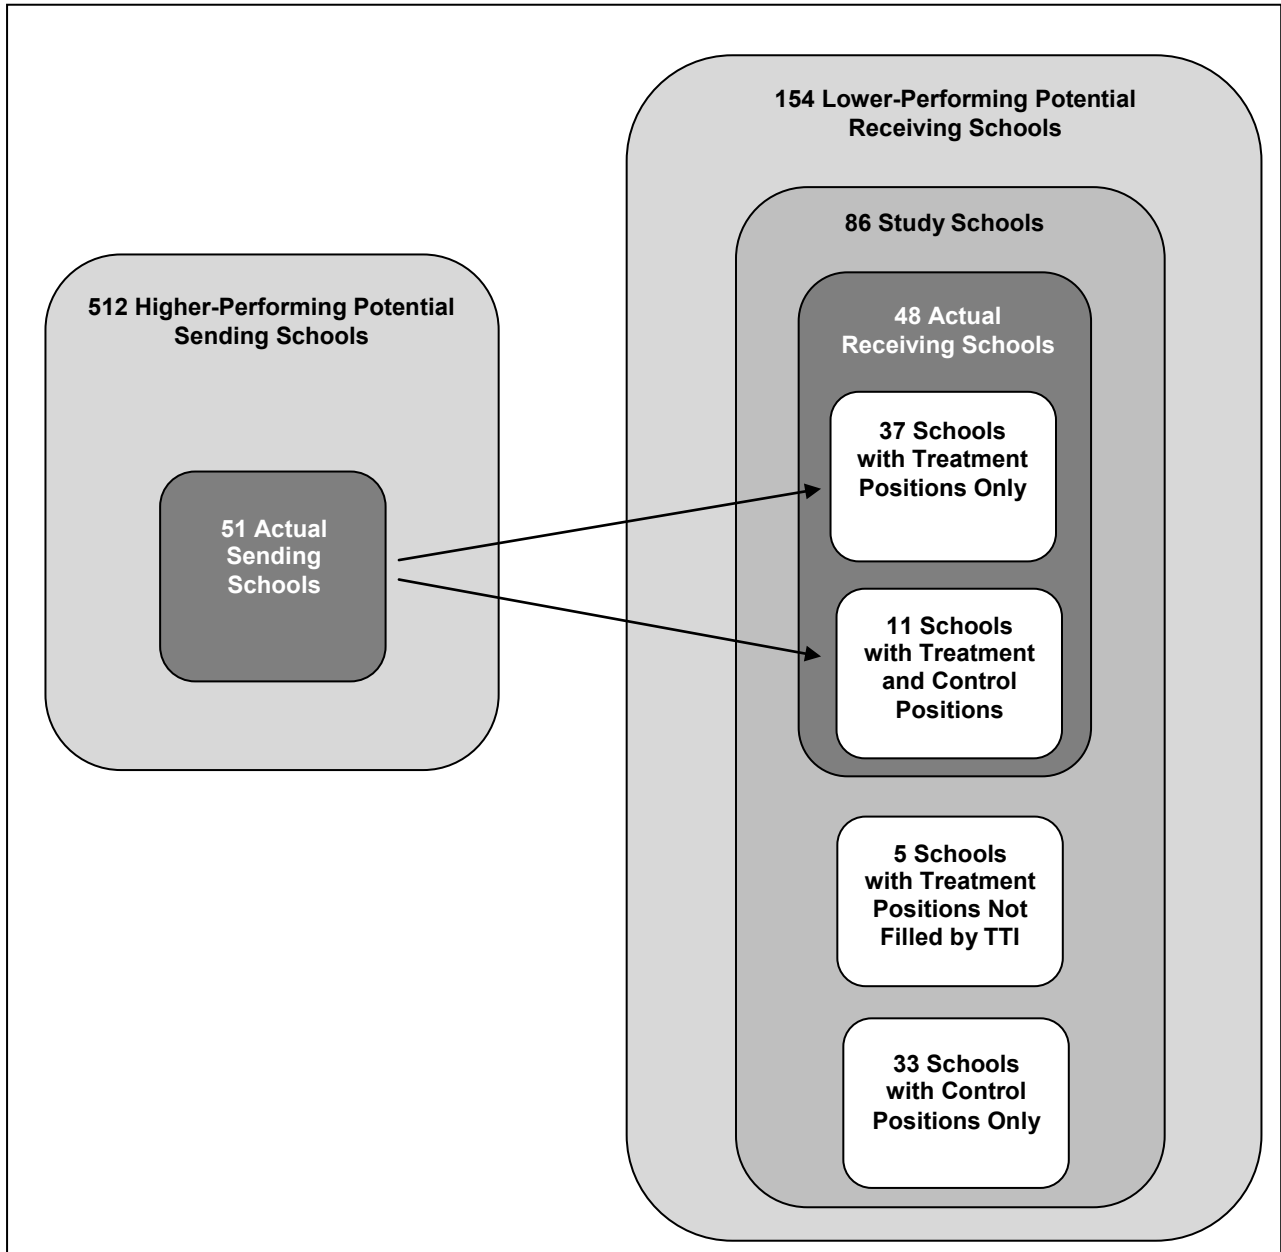 512 Higher-Performing Potential
Sending Schools
51 Actual
Sending
Schools
154 Lower-Performing Potential
Receiving Schools
86 Study Schools
48 Actual
Receiving Schools
37 Schools
with Treatment
Positions Only
11 Schools
with Treatment
and Control
Positions
5 Schools
with Treatment
Positions Not
Filled by TTI
33 Schools
with Control
Positions Only